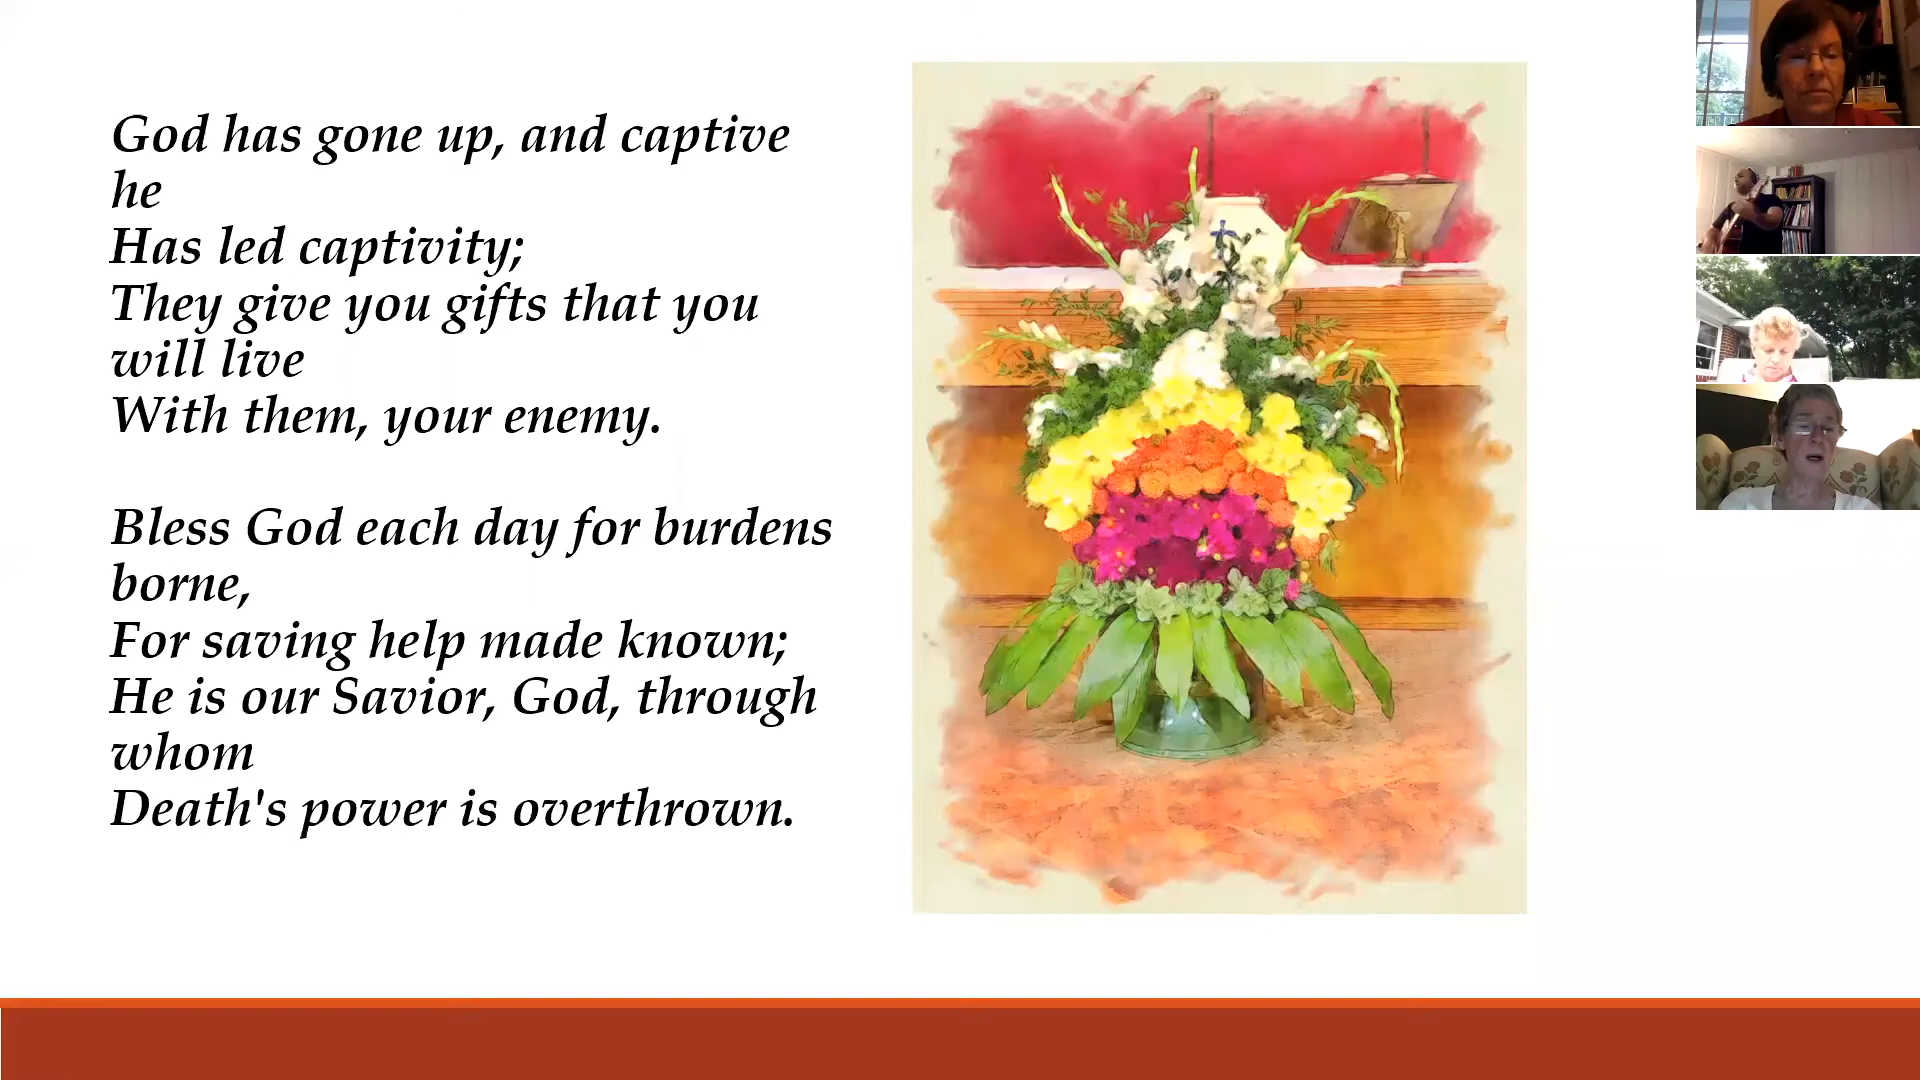 God has gone up, and captive
he
Has led captivity;
They give you gifts that you
will live
With them, your enemy.
Bless God each day for burdens
borne,
For saving help made known;
He is our Savior, God, through
whom
Death's power is overthrown.